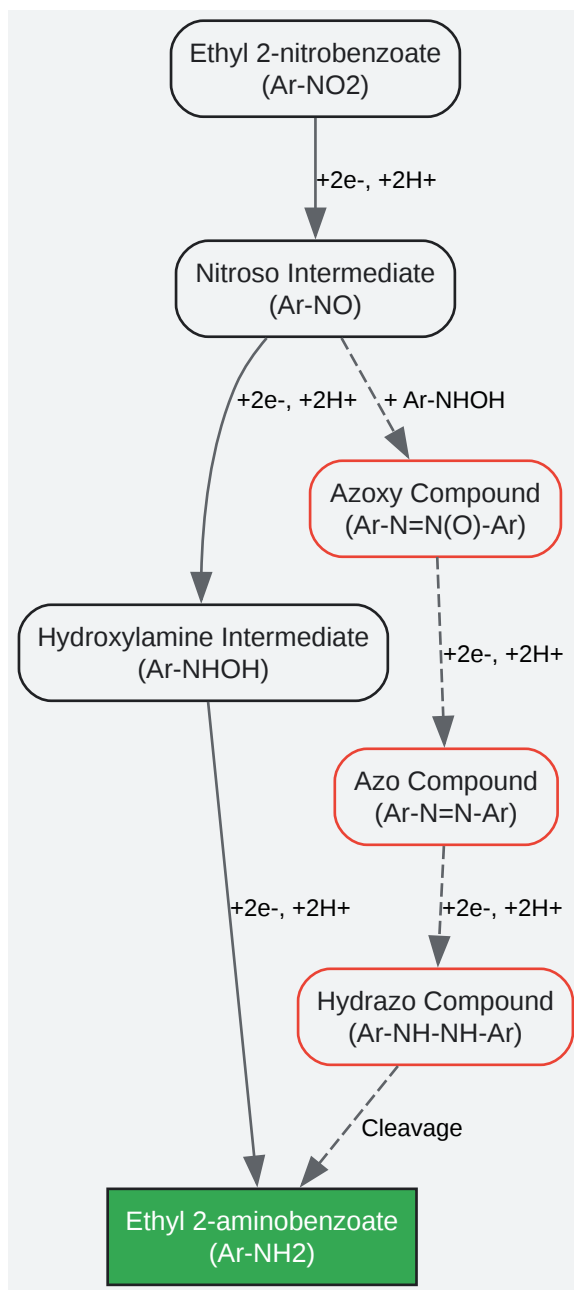 Ethyl 2-nitrobenzoate
(Ar-NO2)
+2e-, +2H+
Nitroso Intermediate
(Ar-NO)
+2e-, +2H+
+ Ar-NHOH
Azoxy Compound
(Ar-N=N(O)-Ar)
Hydroxylamine Intermediate
(Ar-NHOH)
+2e-, +2H+
Azo Compound
(Ar-N=N-Ar)
+2e-, +2H+
+2e-, +2H+
Hydrazo Compound
(Ar-NH-NH-Ar)
Cleavage
Ethyl 2-aminobenzoate
(Ar-NH2)